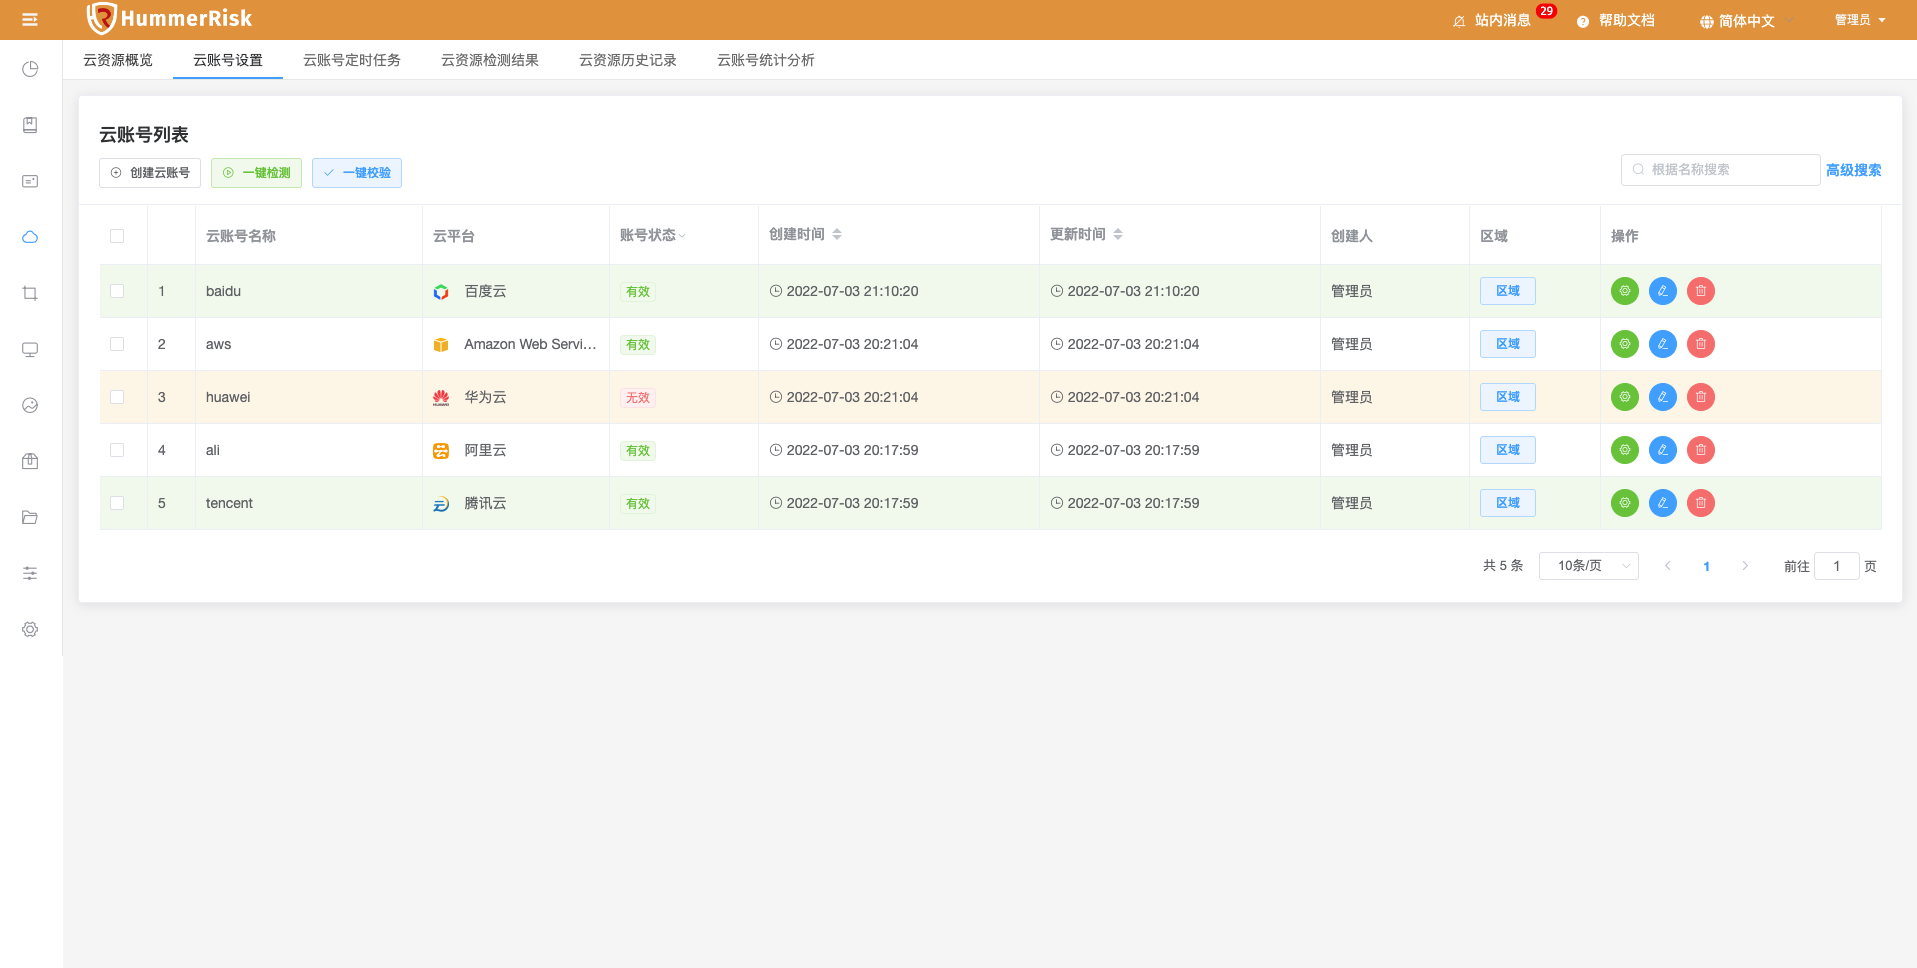 HummerRisk
站内消息 29 帮助文档 简体中文 管理员
云资源概览 云账号设置 云账号定时任务 云资源检测结果 云资源历史记录 云账号统计分析
云账号列表
创建云账号 一键检测 一键校验 根据名称搜索 高级搜索
云账号名称 云平台 账号状态 创建时间 更新时间 创建人 区域 操作
1 baidu 百度云 有效 2022-07-03 21:10:20 2022-07-03 21:10:20 管理员 区域
2 aws Amazon Web Servi... 有效 2022-07-03 20:21:04 2022-07-03 20:21:04 管理员 区域
3 huawei 华为云 无效 2022-07-03 20:21:04 2022-07-03 20:21:04 管理员 区域
4 ali 阿里云 有效 2022-07-03 20:17:59 2022-07-03 20:17:59 管理员 区域
5 tencent 腾讯云 有效 2022-07-03 20:17:59 2022-07-03 20:17:59 管理员 区域
共 5 条 10条/页 1 前往 1 页